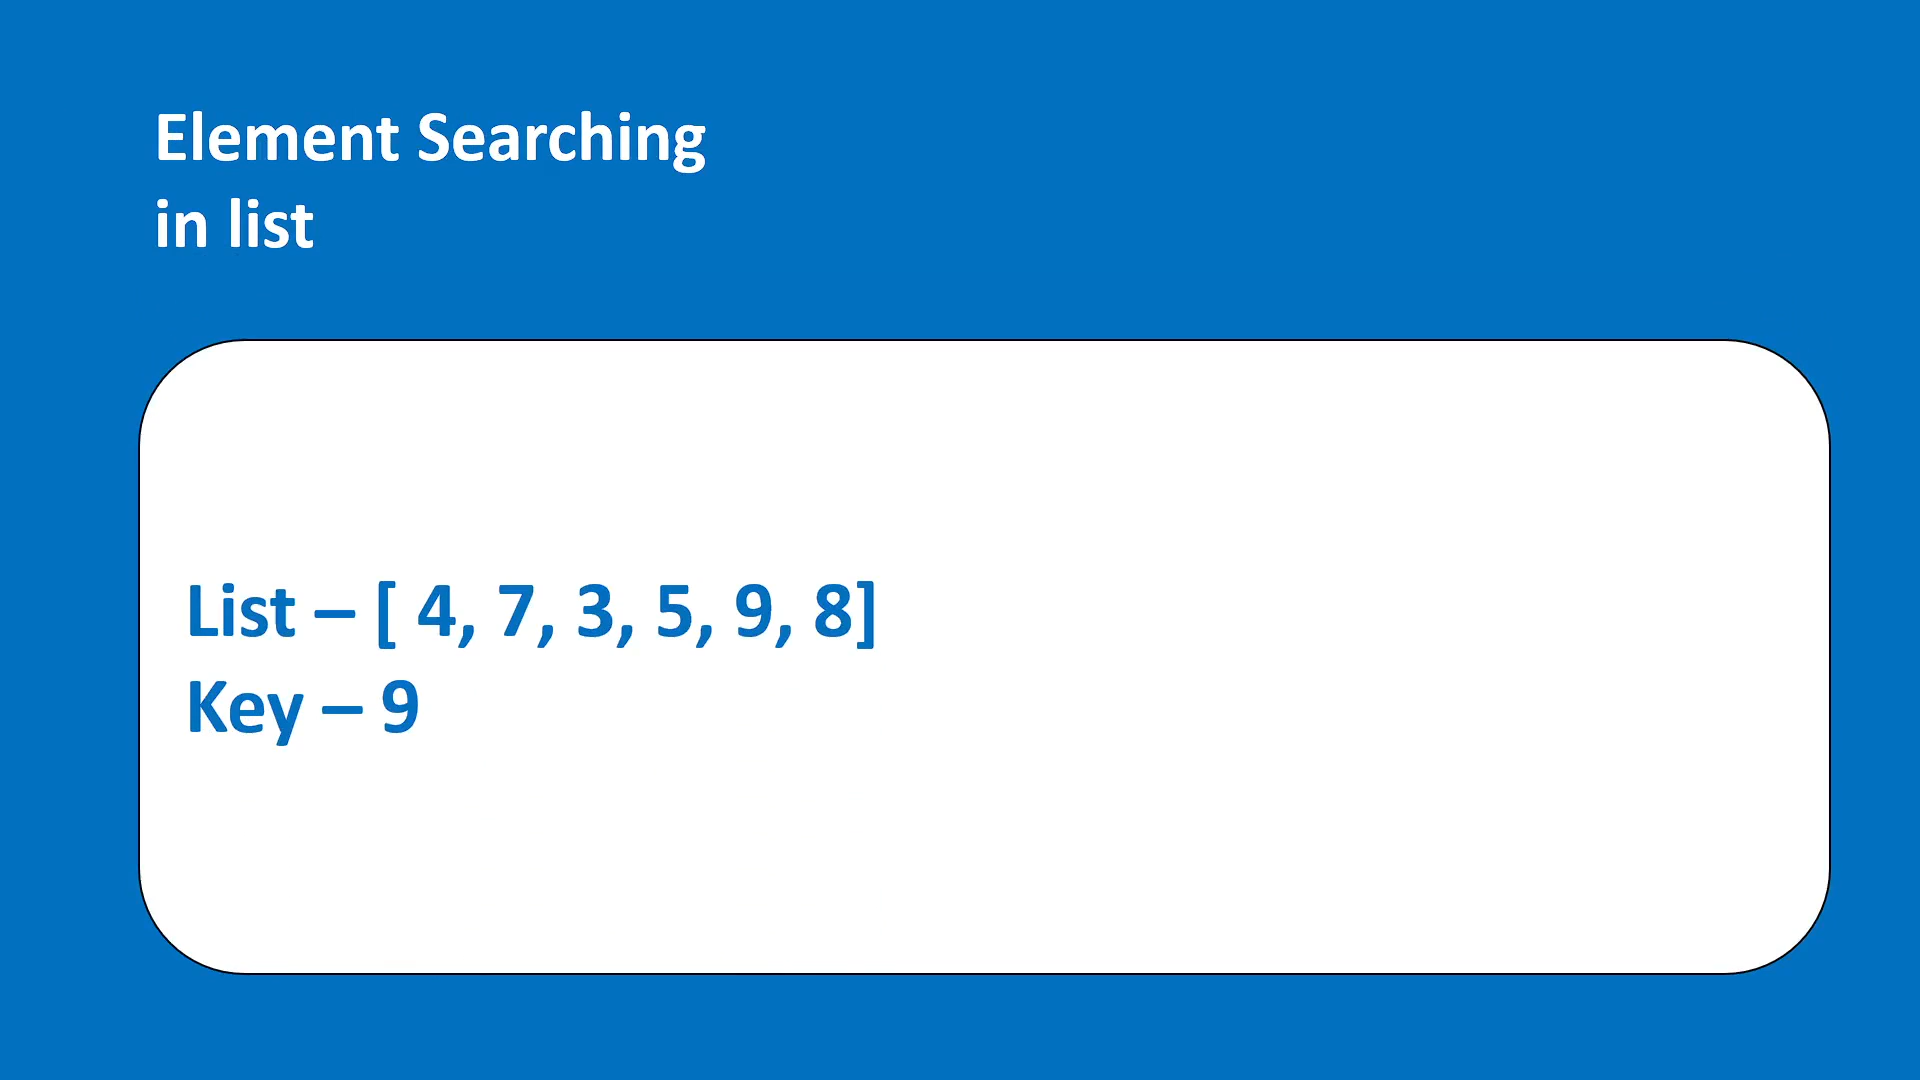 Element Searching
in list
List – [ 4, 7, 3, 5, 9, 8]
Key – 9